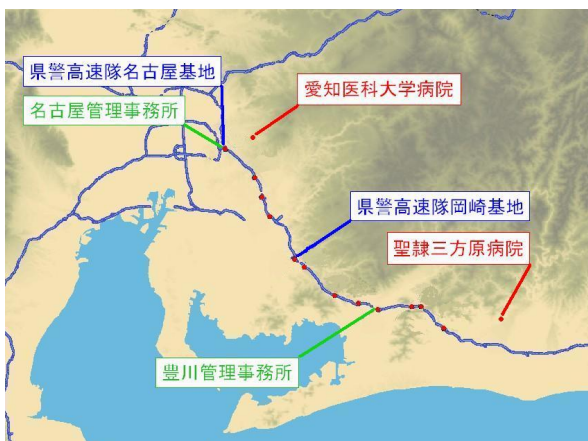 県警高速隊名古屋基地
愛知医科大学病院
名古屋管理事務所
県警高速隊岡崎基地
聖隷三方原病院
豊川管理事務所